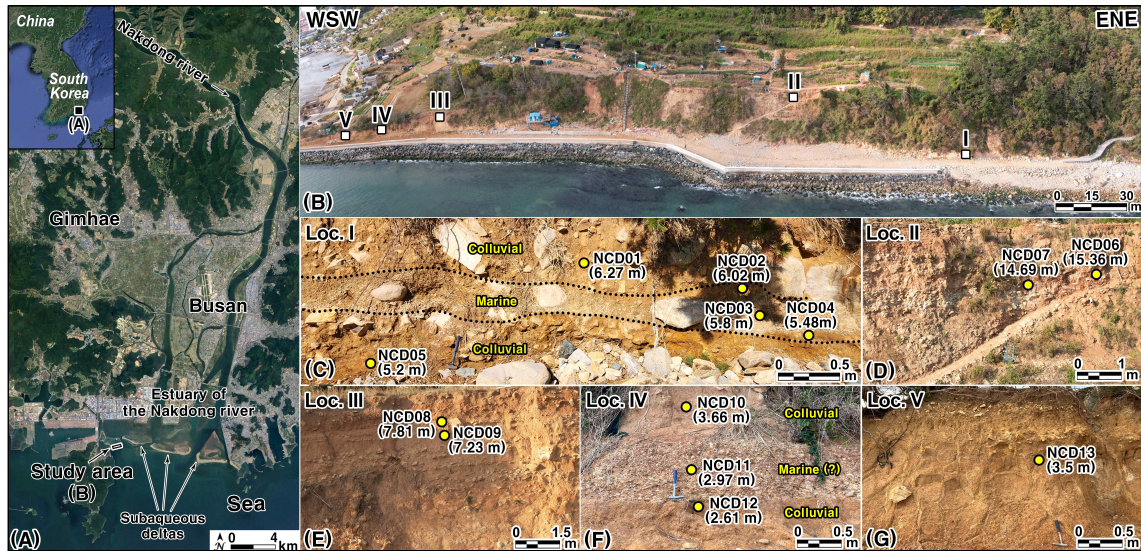 China
South
Korea
(A)
Nakdong river
Gimhae
Busan
Estuary of
the Nakdong river
Study area
(B)
Subaqueous
deltas
Sea
(A)
N
0 4
km
WSW
ENE
V
IV
III
II
I
(B)
0 15 30
m
Loc. I
Colluvial
NCD01
(6.27 m)
NCD02
(6.02 m)
Marine
NCD03
(5.8 m)
NCD04
(5.48m)
Colluvial
NCD05
(5.2 m)
(C)
0 0.5
m
Loc. II
NCD07
(14.69 m)
NCD06
(15.36 m)
(D)
0 1
m
Loc. III
NCD08
(7.81 m)
NCD09
(7.23 m)
(E)
0 1.5
m
Loc. IV
NCD10
(3.66 m)
Colluvial
NCD11
(2.97 m)
Marine (?)
NCD12
(2.61 m)
Colluvial
(F)
0 0.5
m
Loc. V
NCD13
(3.5 m)
(G)
0 0.5
m